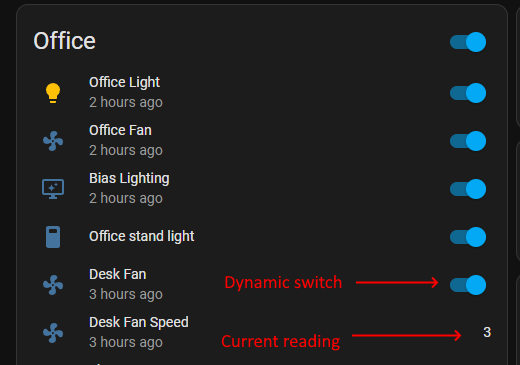 Office
Office Light
2 hours ago
Office Fan
2 hours ago
Bias Lighting
2 hours ago
Office stand light
Desk Fan
3 hours ago
Dynamic switch
Desk Fan Speed
3 hours ago
Current reading
3